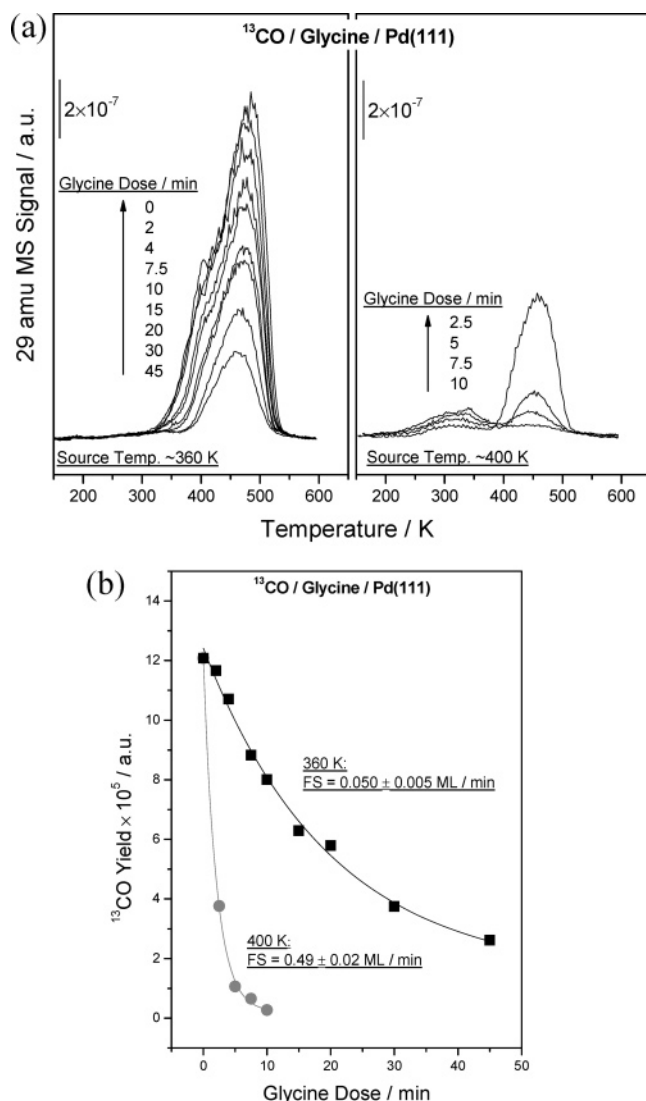 (a)
¹³CO / Glycine / Pd(111)
29 amu MS Signal / a.u.
2×10⁻⁷
Glycine Dose / min
0
2
4
7.5
10
15
20
30
45
Source Temp. ~360 K
200 300 400 500 600
2×10⁻⁷
Glycine Dose / min
2.5
5
7.5
10
Source Temp. ~400 K
200 300 400 500 600
Temperature / K
(b)
¹³CO / Glycine / Pd(111)
¹³CO Yield × 10⁵ / a.u.
14
12
10
8
6
4
2
0
360 K:
FS = 0.050 ± 0.005 ML / min
400 K:
FS = 0.49 ± 0.02 ML / min
0 10 20 30 40 50
Glycine Dose / min